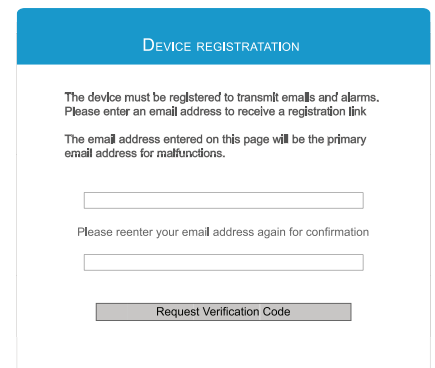 DEVICE REGISTRATATION
The device must be registered to transmit emails and alarms.
Please enter an email address to receive a registration link
The email address entered on this page will be the primary
email address for malfunctions.
Please reenter your email address again for confirmation
Request Verification Code